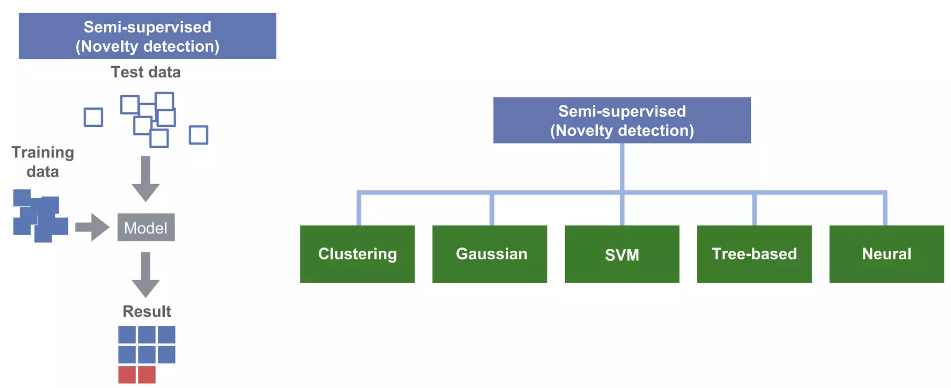 Semi-supervised
(Novelty detection)
Test data
Training
data
Model
Result
Semi-supervised
(Novelty detection)
Clustering
Gaussian
SVM
Tree-based
Neural